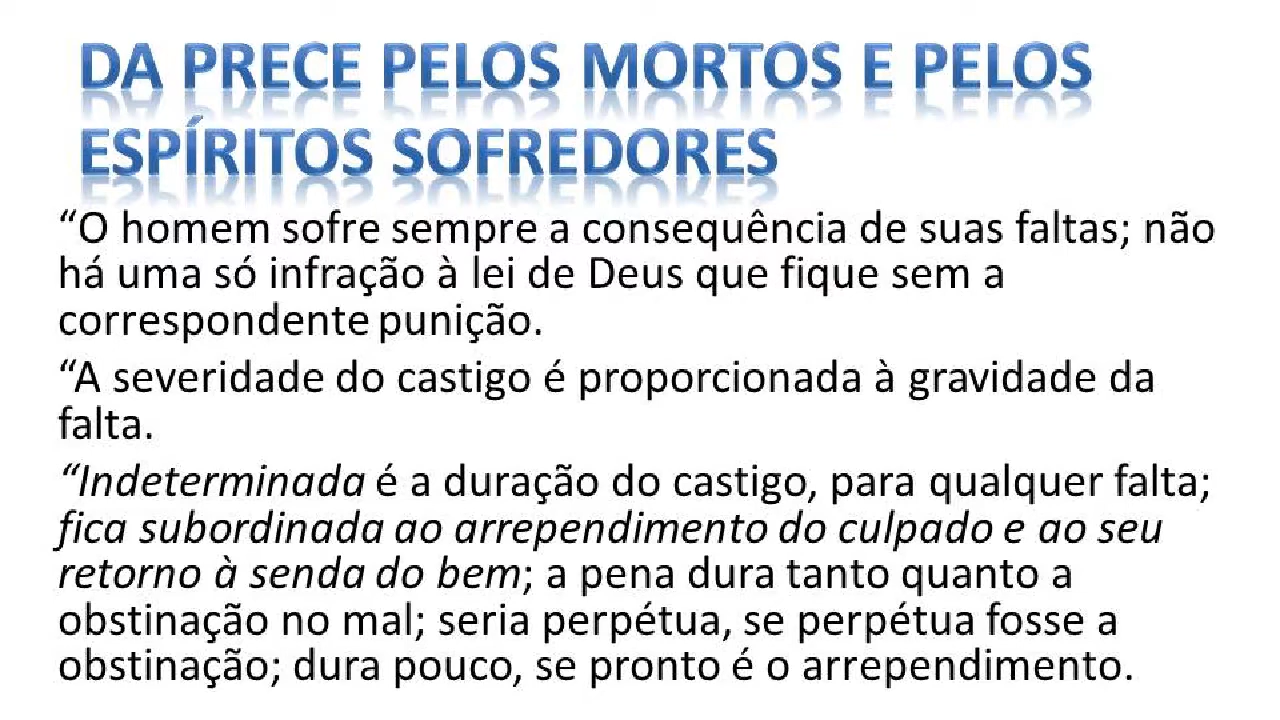 DA PRECE PELOS MORTOS E PELOS
ESPÍRITOS SOFREDORES
“O homem sofre sempre a consequência de suas faltas; não
há uma só infração à lei de Deus que fique sem a
correspondente punição.
“A severidade do castigo é proporcionada à gravidade da
falta.
“Indeterminada é a duração do castigo, para qualquer falta;
fica subordinada ao arrependimento do culpado e ao seu
retorno à senda do bem; a pena dura tanto quanto a
obstinação no mal; seria perpétua, se perpétua fosse a
obstinação; dura pouco, se pronto é o arrependimento.